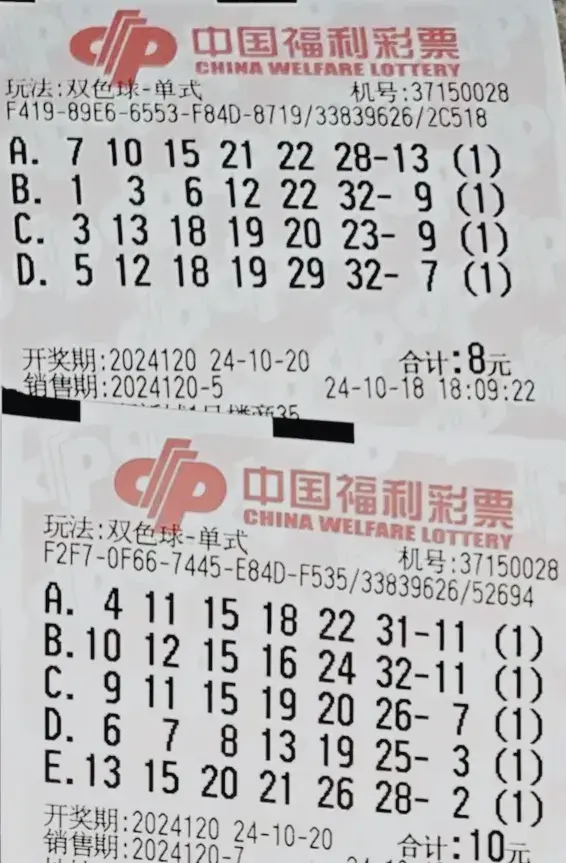 中国福利彩票
CHINA WELFARE LOTTERY
玩法:双色球-单式 机号:37150028
F419-89E6-6553-F84D-8719/33839626/2C518
A. 7 10 15 21 22 28-13 (1)
B. 1 3 6 12 22 32- 9 (1)
C. 3 13 18 19 20 23- 9 (1)
D. 5 12 18 19 29 32- 7 (1)
开奖期:2024120 24-10-20 合计:8元
销售期:2024120-5 24-10-18 18:09:22
中国福利彩票
CHINA WELFARE LOTTERY
玩法:双色球-单式 机号:37150028
F2F7-0F66-7445-E84D-F535/33839626/52694
A. 4 11 15 18 22 31-11 (1)
B. 10 12 15 16 24 32-11 (1)
C. 9 11 15 19 20 26- 7 (1)
D. 6 7 8 13 19 25- 3 (1)
E. 13 15 20 21 26 28- 2 (1)
开奖期:2024120 24-10-20 合计:10元
销售期:2024120-7